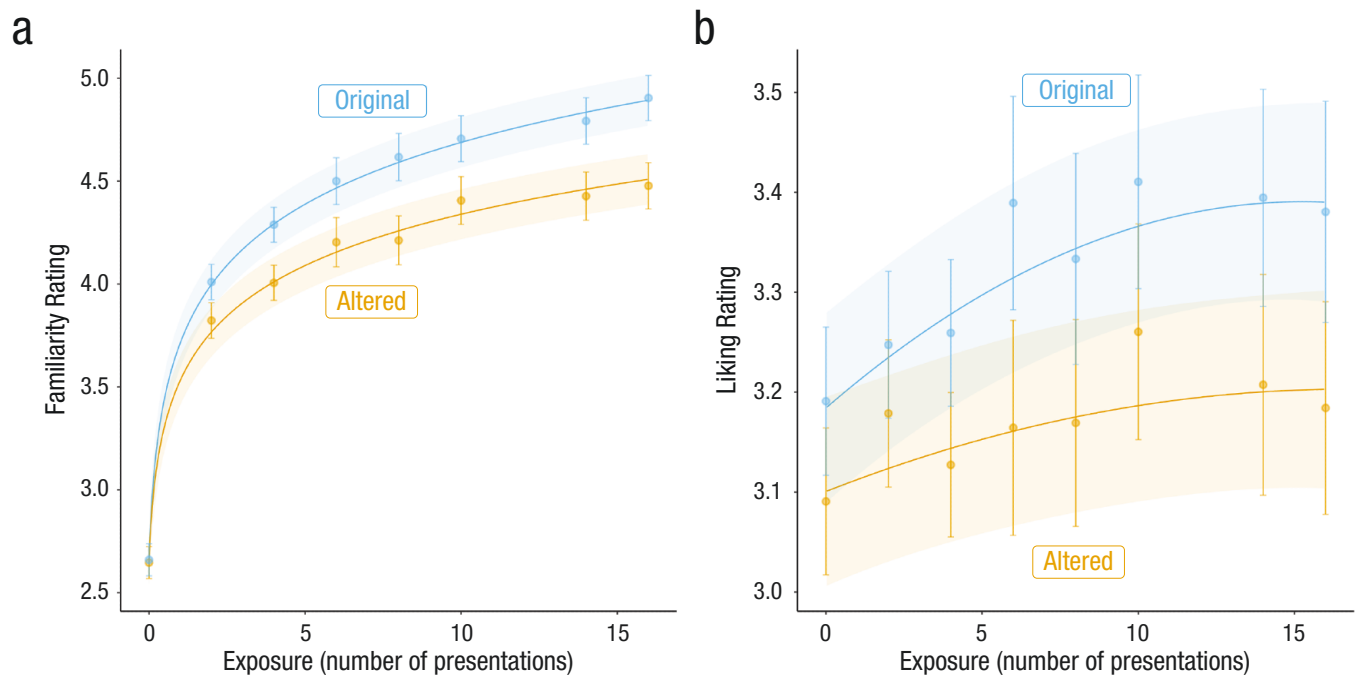 a
5.0
4.5
4.0
3.5
3.0
2.5
Familiarity Rating
Original
Altered
0
5
10
15
Exposure (number of presentations)
b
3.5
3.4
3.3
3.2
3.1
3.0
Liking Rating
Original
Altered
0
5
10
15
Exposure (number of presentations)